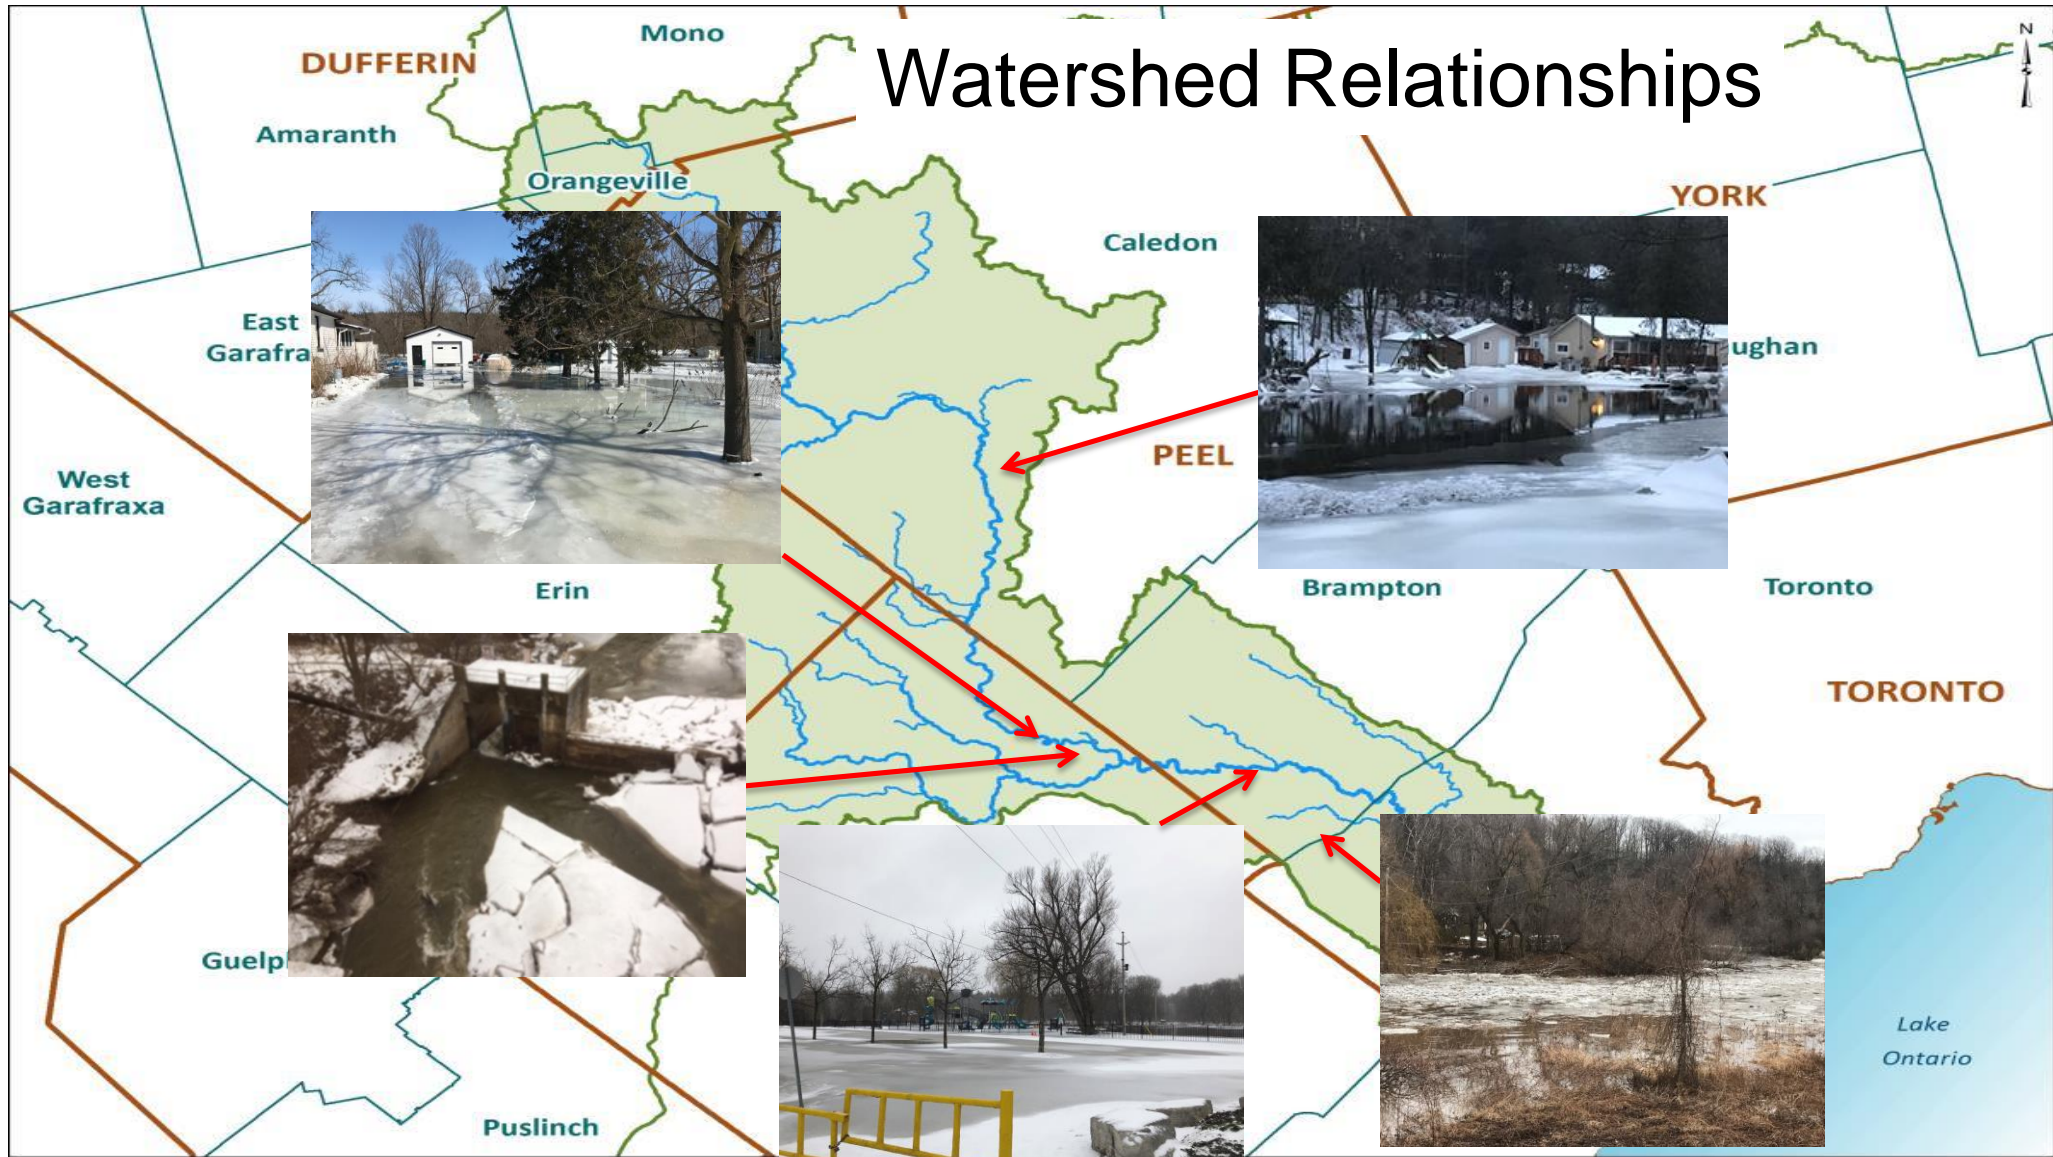 Watershed Relationships
N
Mono
DUFFERIN
Amaranth
Orangeville
YORK
Caledon
East
Garafra
ughan
PEEL
West
Garafraxa
Erin
Brampton
Toronto
TORONTO
Guelp
Lake
Ontario
Puslinch